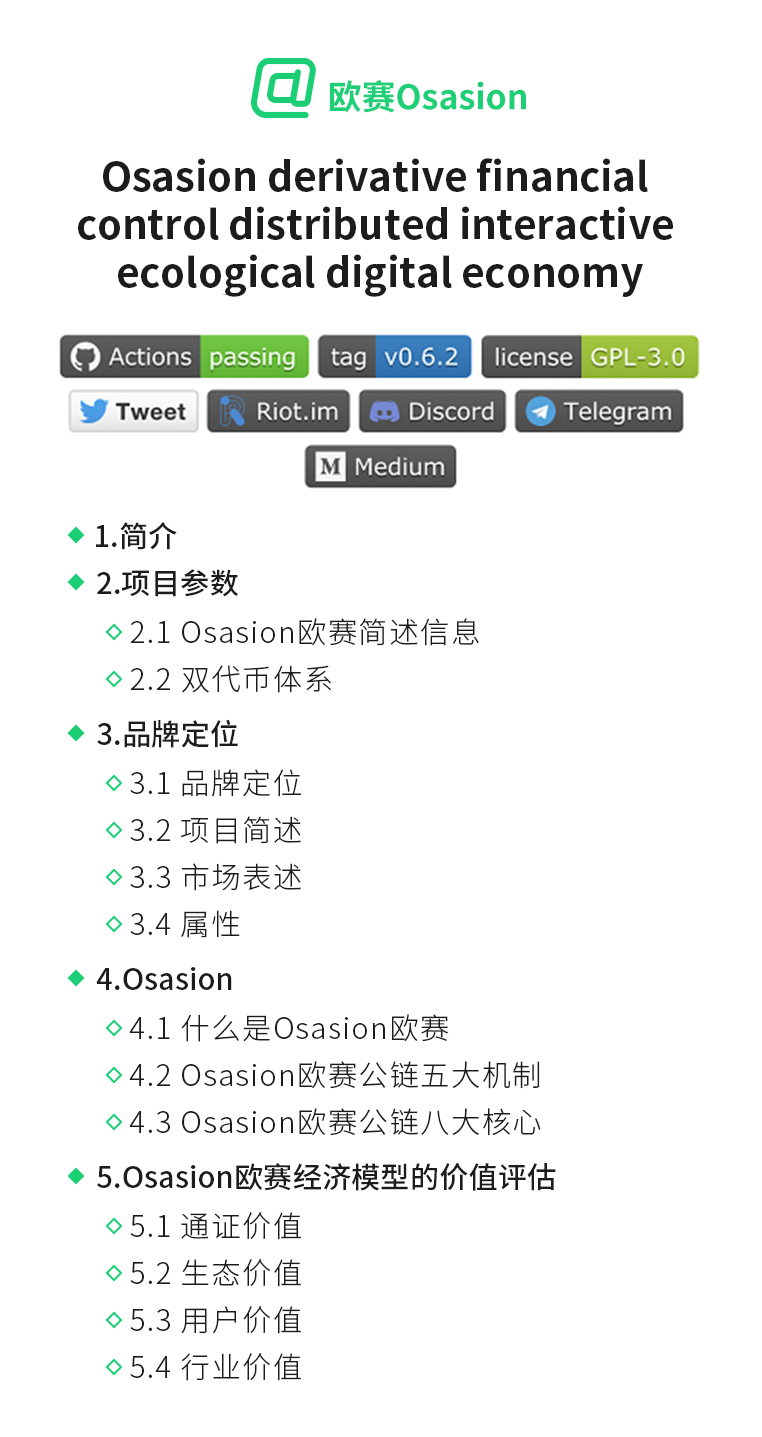 欧赛Osasion
Osasion derivative financial
control distributed interactive
ecological digital economy
Actions passing tag v0.6.2 license GPL-3.0
Tweet Riot.im Discord Telegram
M Medium
1.简介
2.项目参数
2.1 Osasion欧赛简述信息
2.2 双代币体系
3.品牌定位
3.1 品牌定位
3.2 项目简述
3.3 市场表述
3.4 属性
4.Osasion
4.1 什么是Osasion欧赛
4.2 Osasion欧赛公链五大机制
4.3 Osasion欧赛公链八大核心
5.Osasion欧赛经济模型的价值评估
5.1 通证价值
5.2 生态价值
5.3 用户价值
5.4 行业价值